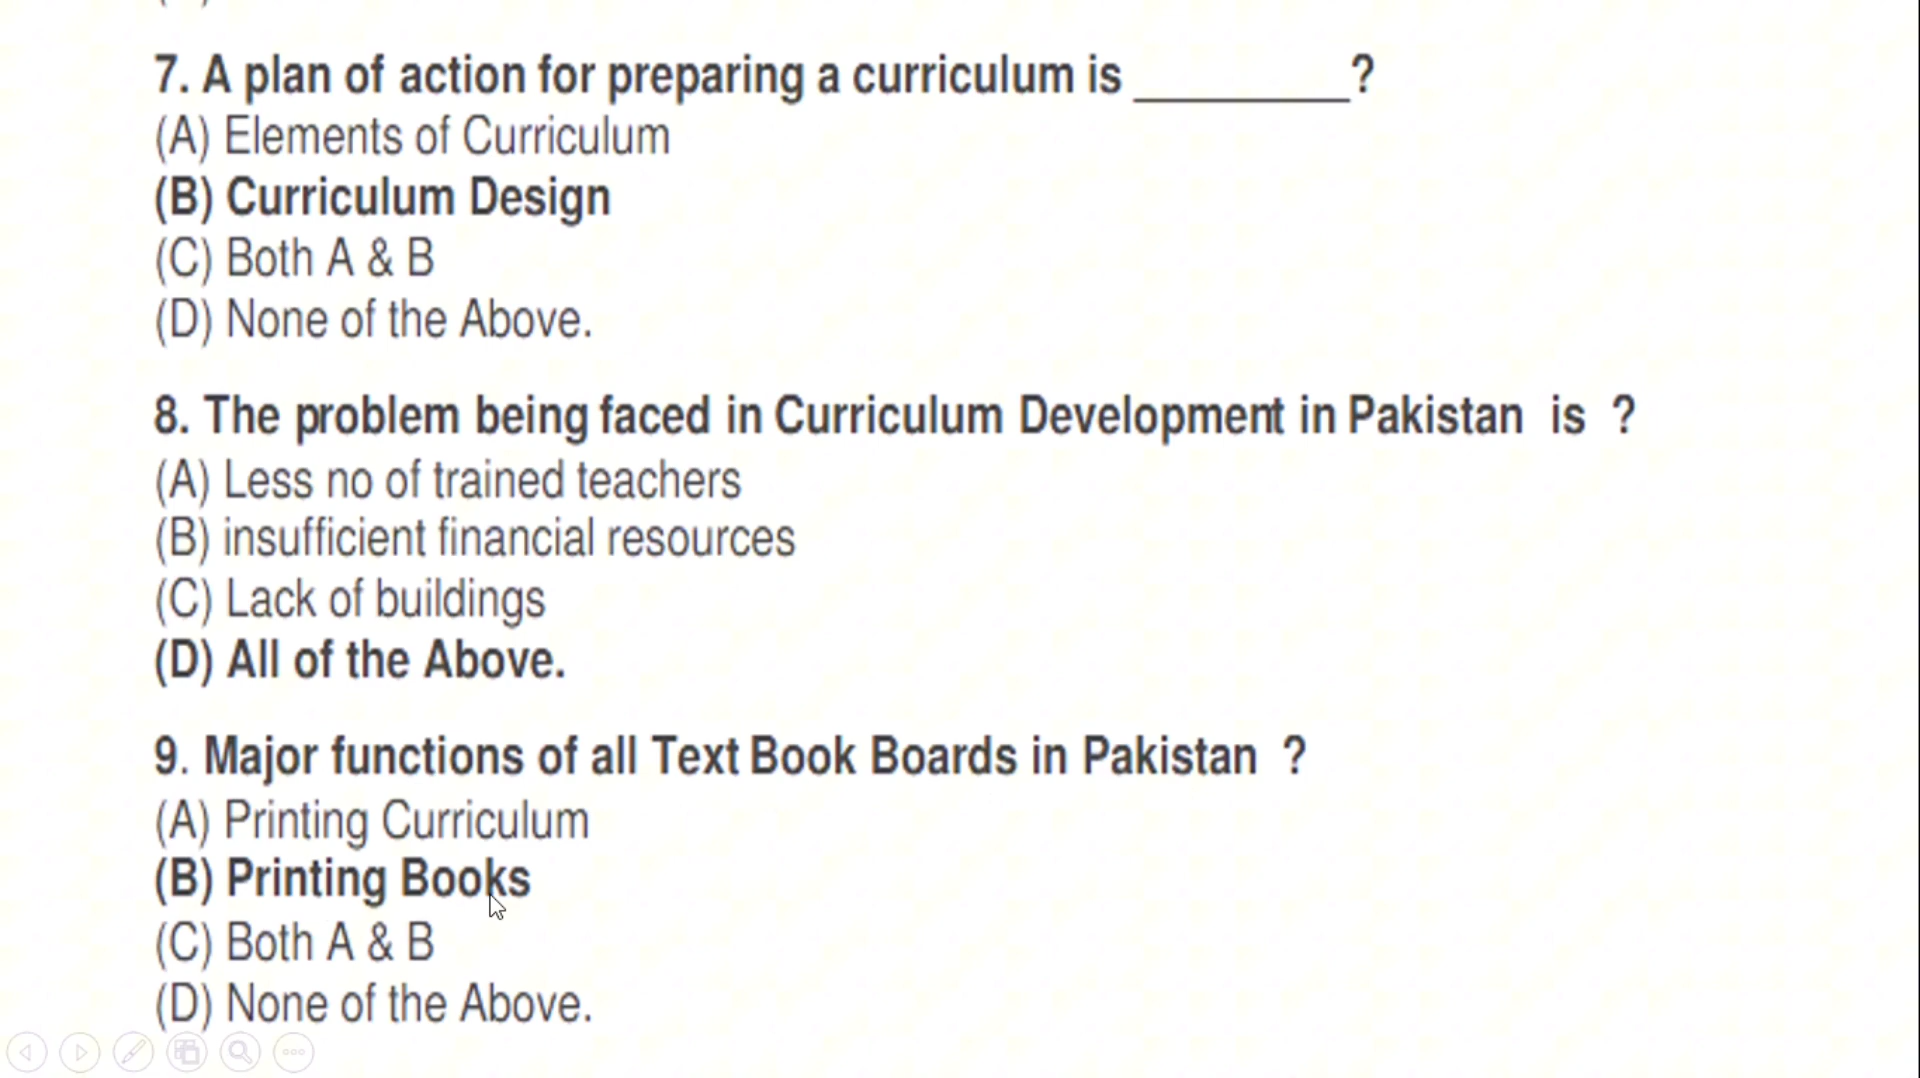 7. A plan of action for preparing a curriculum is _________?
(A) Elements of Curriculum
(B) Curriculum Design
(C) Both A & B
(D) None of the Above.
8. The problem being faced in Curriculum Development in Pakistan is ?
(A) Less no of trained teachers
(B) insufficient financial resources
(C) Lack of buildings
(D) All of the Above.
9. Major functions of all Text Book Boards in Pakistan ?
(A) Printing Curriculum
(B) Printing Books
(C) Both A & B
(D) None of the Above.